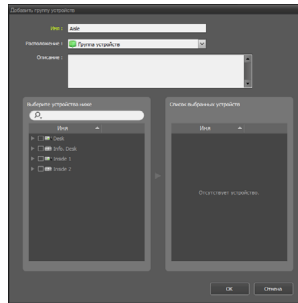 Добавить группу устройств
Имя : Aisle
Расположение : Группа устройств
Описание :
Выберите устройства ниже
Список выбранных устройств
Имя
Имя
Desk
Info. Desk
Inside 1
Inside 2
Отсутствует устройство.
OK
Отмена